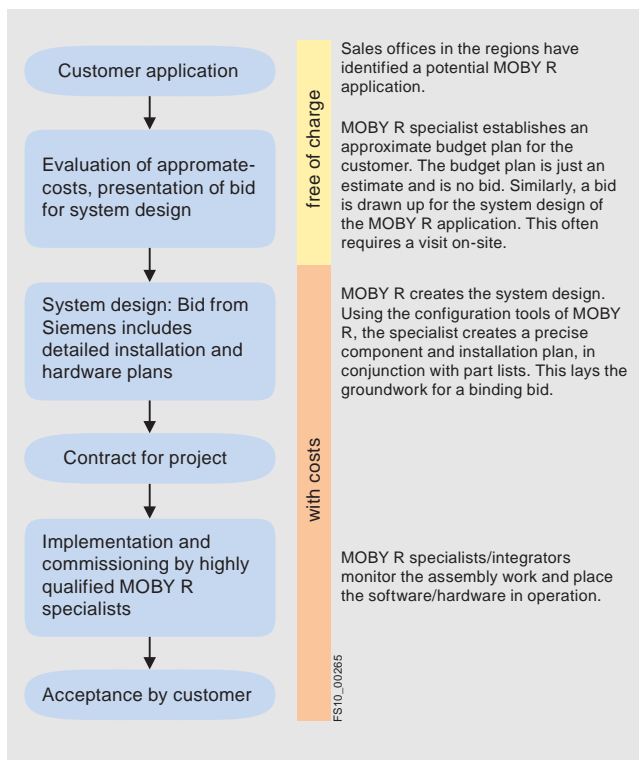 Customer application
Sales offices in the regions have
identified a potential MOBY R
application.
free of charge
Evaluation of appromate-
costs, presentation of bid
for system design
MOBY R specialist establishes an
approximate budget plan for the
customer. The budget plan is just an
estimate and is no bid. Similarly, a bid
is drawn up for the system design of
the MOBY R application. This often
requires a visit on-site.
System design: Bid from
Siemens includes
detailed installation and
hardware plans
MOBY R creates the system design.
Using the configuration tools of MOBY
R, the specialist creates a precise
component and installation plan, in
conjunction with part lists. This lays the
groundwork for a binding bid.
with costs
Contract for project
Implementation and
commissioning by highly
qualified MOBY R
specialists
MOBY R specialists/integrators
monitor the assembly work and place
the software/hardware in operation.
Acceptance by customer
FS10_00265